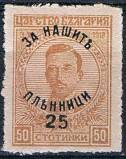 ЦАРСТВО БЪЛГАРИЯ
ЗА НАШИТѢ
ПЛѢННИЦИ
25
50 СТОТИНКИ 50